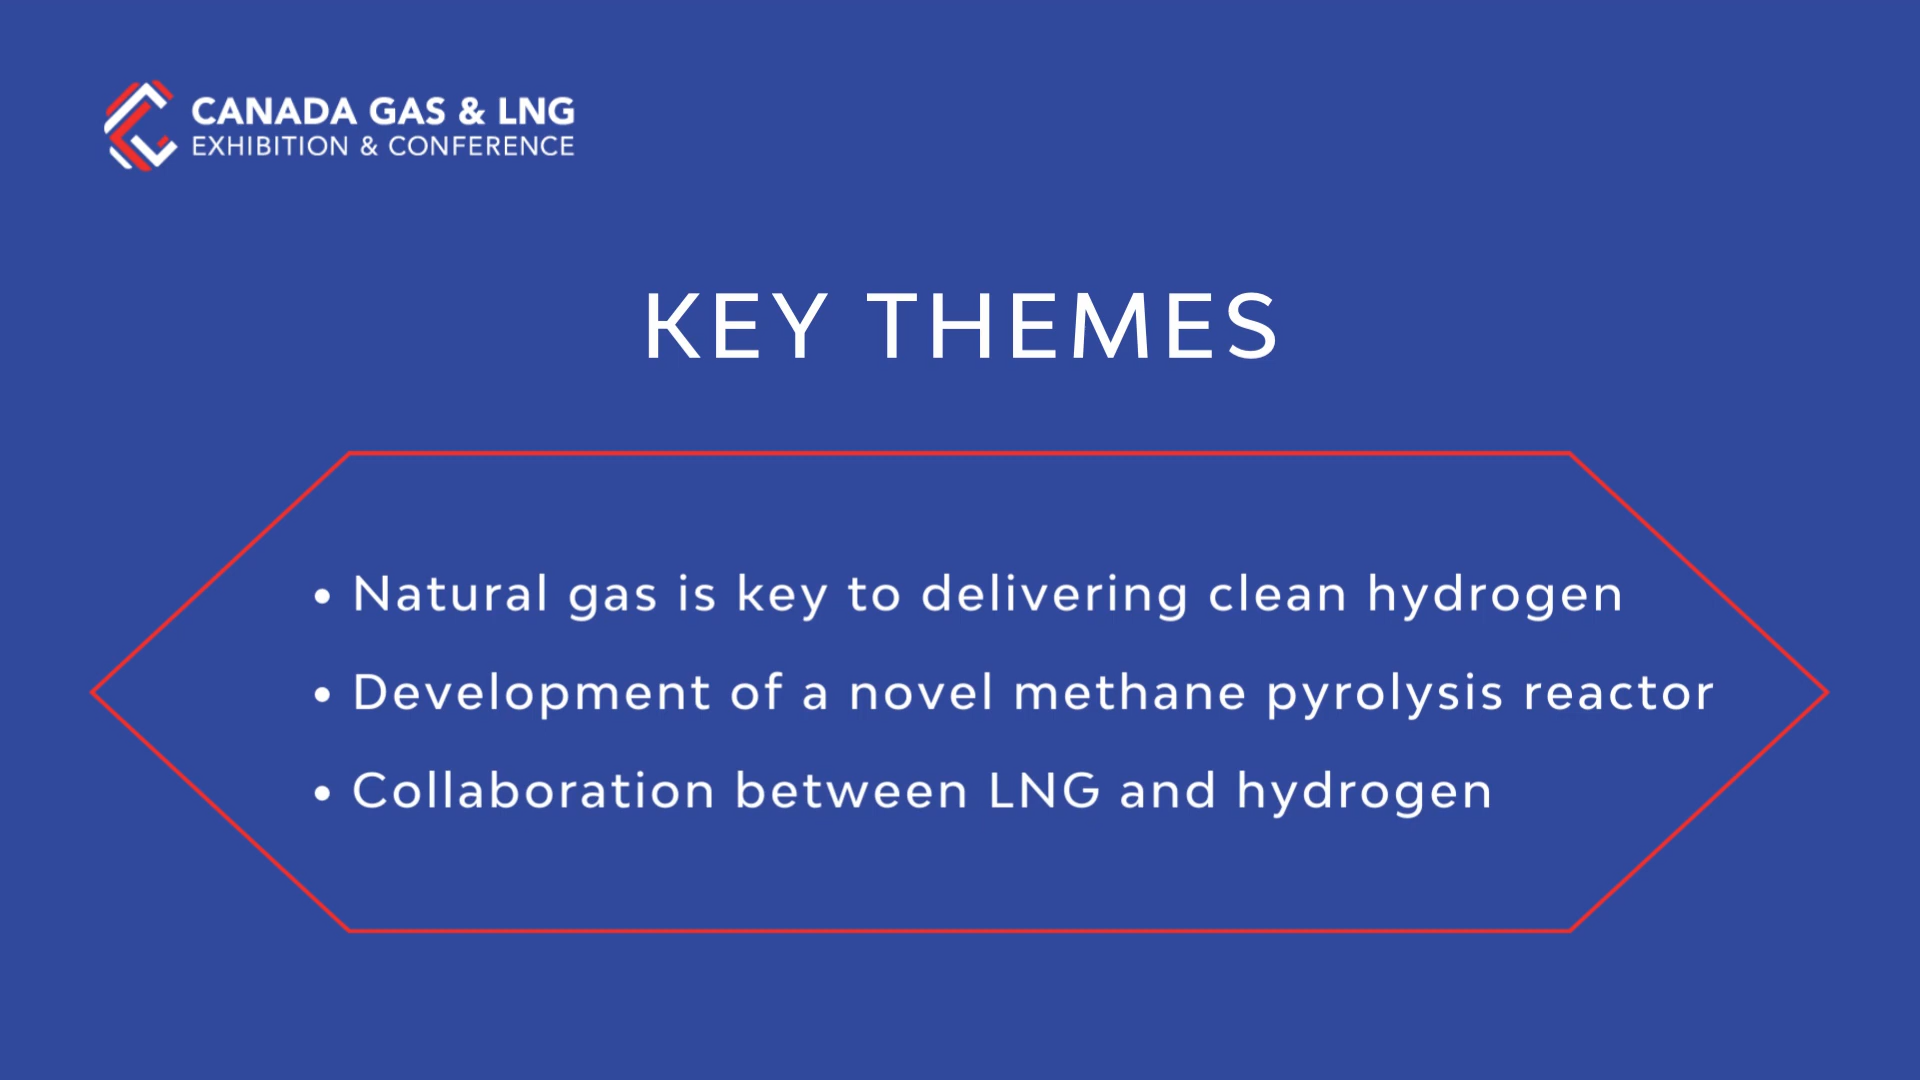 CANADA GAS & LNG
EXHIBITION & CONFERENCE
KEY THEMES
• Natural gas is key to delivering clean hydrogen
• Development of a novel methane pyrolysis reactor
• Collaboration between LNG and hydrogen